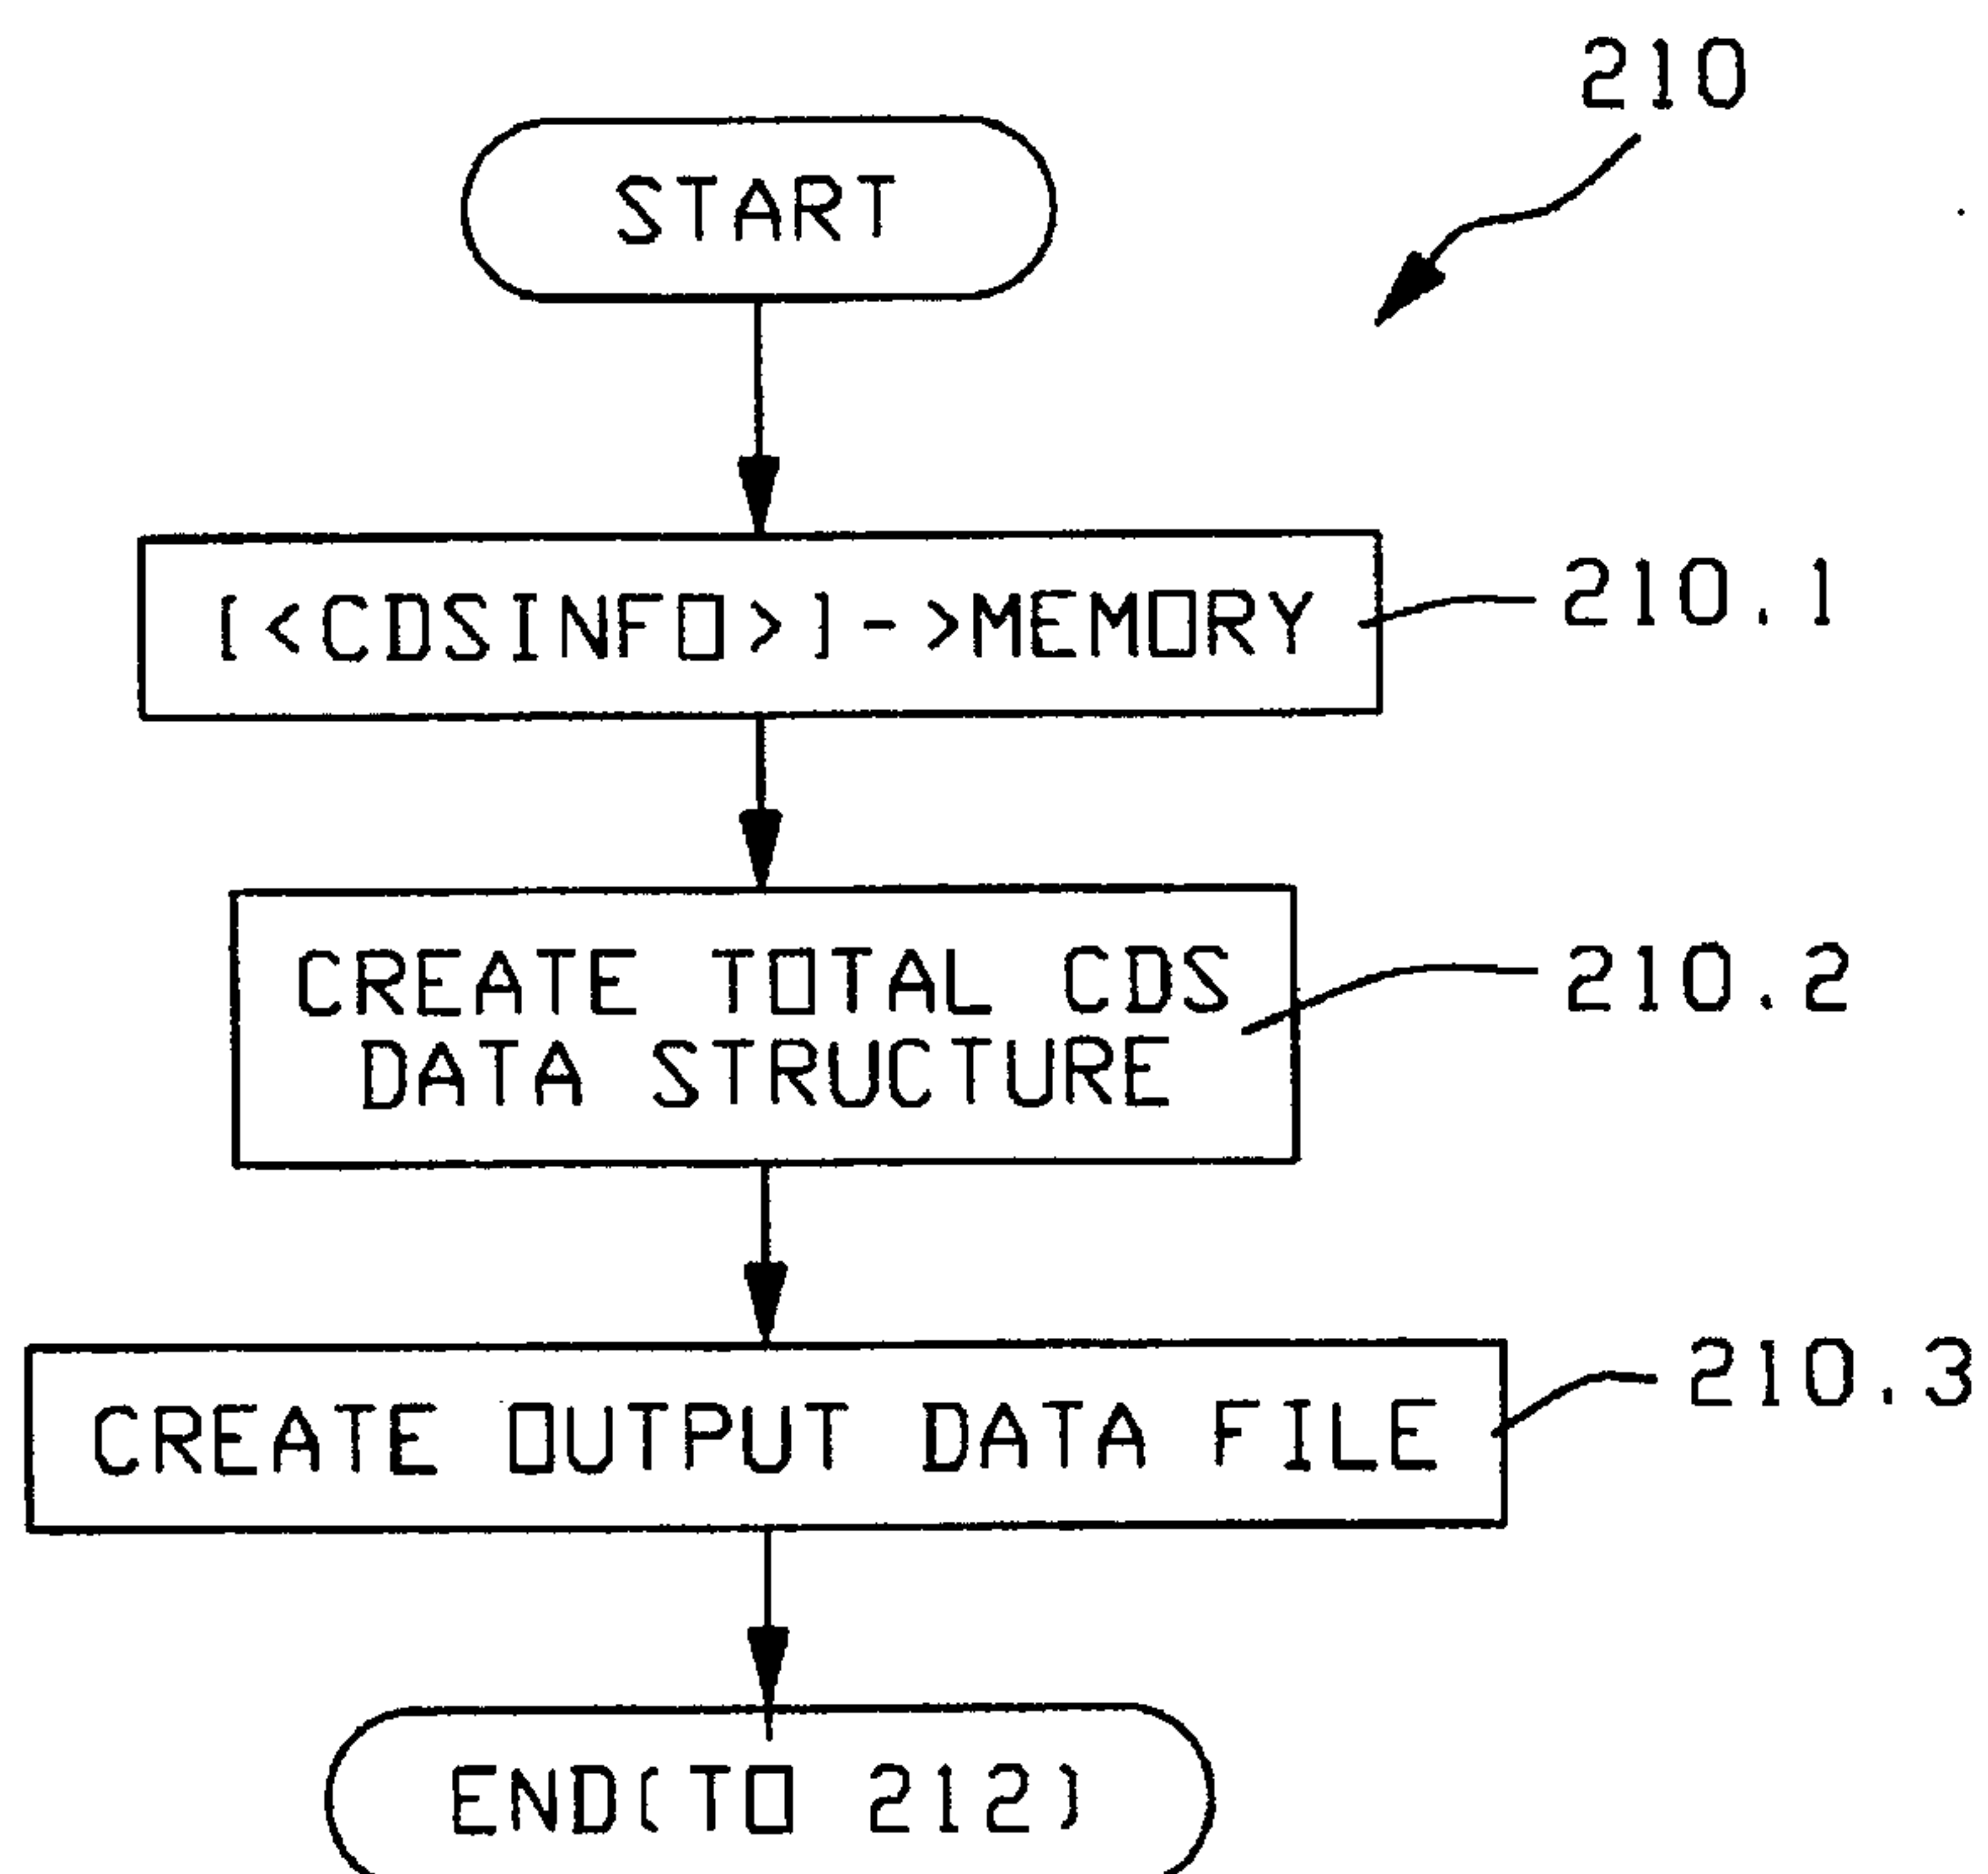 210
START
[<CDSINFO>]->MEMORY
210.1
CREATE TOTAL CDS
DATA STRUCTURE
210.2
CREATE OUTPUT DATA FILE
210.3
END(TO 212)